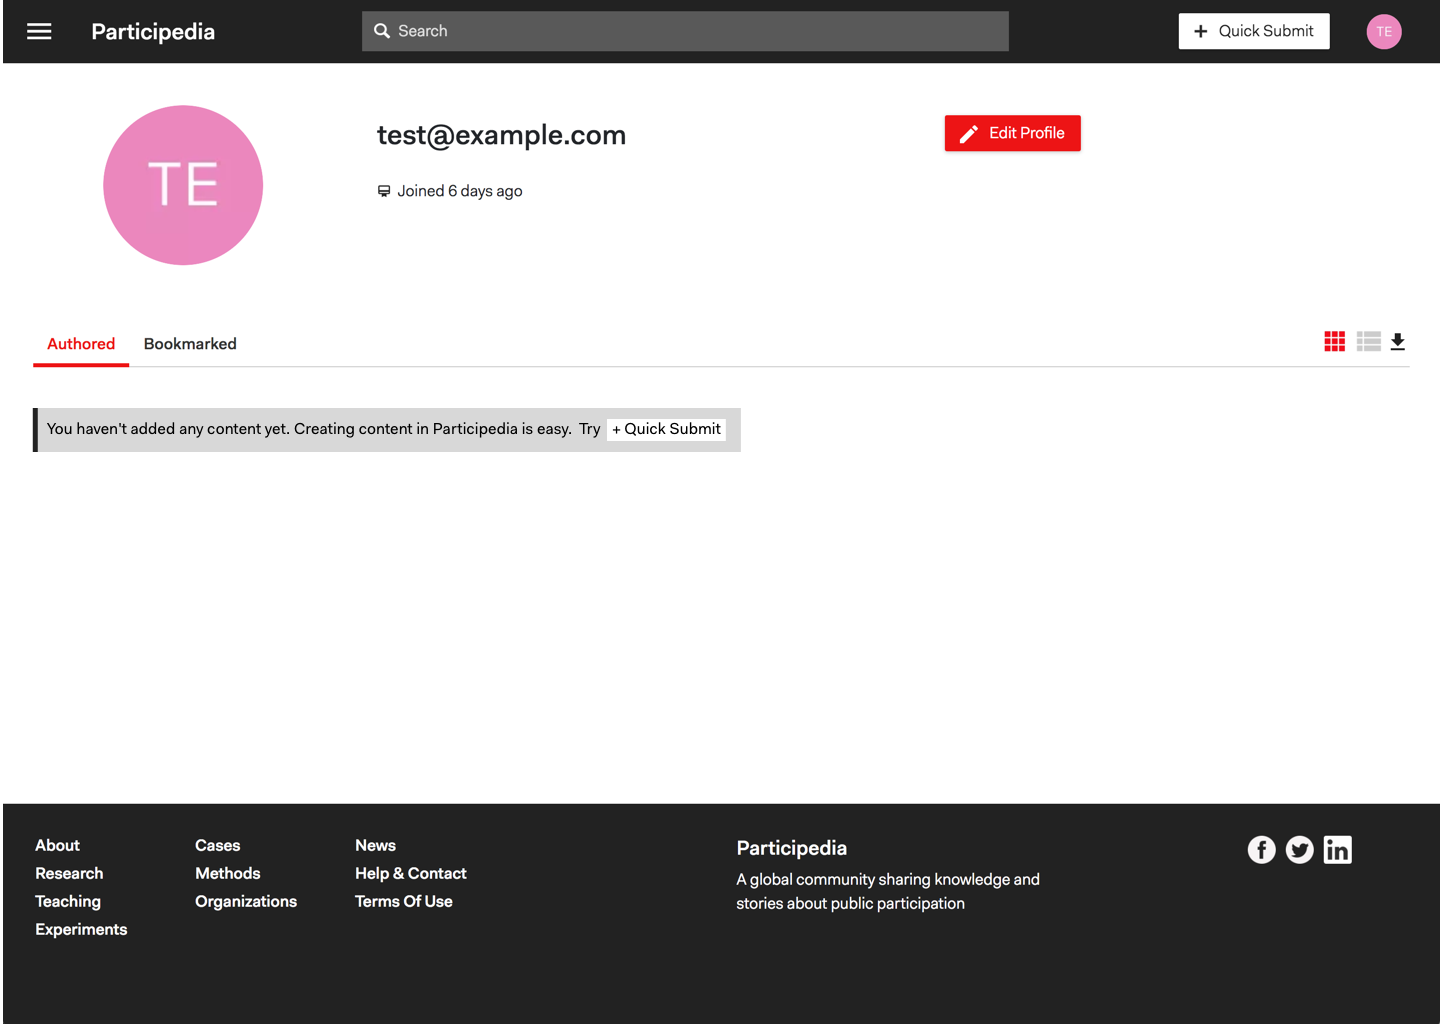 Participedia
Search
+ Quick Submit
TE
TE
test@example.com
Edit Profile
Joined 6 days ago
Authored
Bookmarked
You haven't added any content yet. Creating content in Participedia is easy. Try + Quick Submit
About
Research
Teaching
Experiments
Cases
Methods
Organizations
News
Help & Contact
Terms Of Use
Participedia
A global community sharing knowledge and
stories about public participation